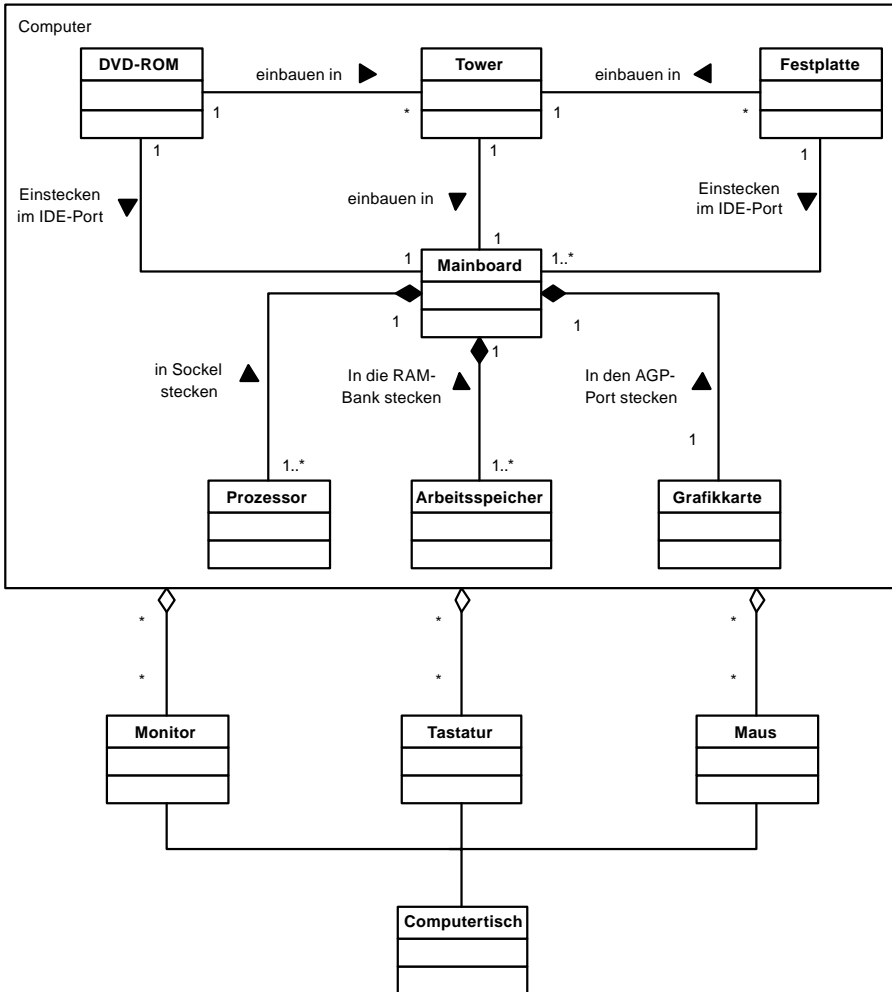 Computer
DVD-ROM
Tower
Festplatte
einbauen in
einbauen in
1
*
1
*
1
1
1
Einstecken
im IDE-Port
einbauen in
Einstecken
im IDE-Port
1
1
1..*
Mainboard
1
1
1
in Sockel
stecken
In die RAM-
Bank stecken
In den AGP-
Port stecken
1..*
1..*
1
Prozessor
Arbeitsspeicher
Grafikkarte
*
*
*
*
*
*
Monitor
Tastatur
Maus
Computertisch